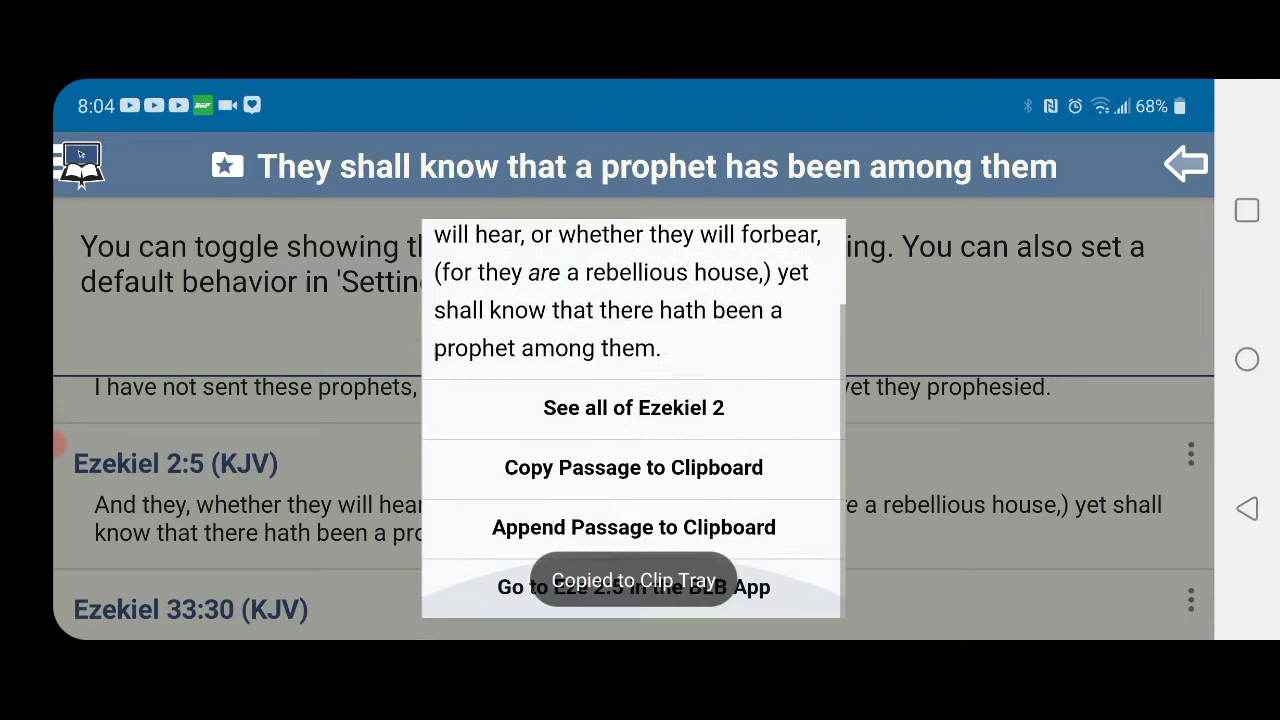 8:04
68%
They shall know that a prophet has been among them
You can toggle showing th
ing. You can also set a
default behavior in 'Settin
will hear, or whether they will forbear,
(for they are a rebellious house,) yet
shall know that there hath been a
prophet among them.
See all of Ezekiel 2
Copy Passage to Clipboard
Append Passage to Clipboard
Go to Eze 2:5 in the BLB App
Copied to Clip Tray
I have not sent these prophets,
yet they prophesied.
Ezekiel 2:5 (KJV)
And they, whether they will hear
e a rebellious house,) yet shall
know that there hath been a pro
Ezekiel 33:30 (KJV)